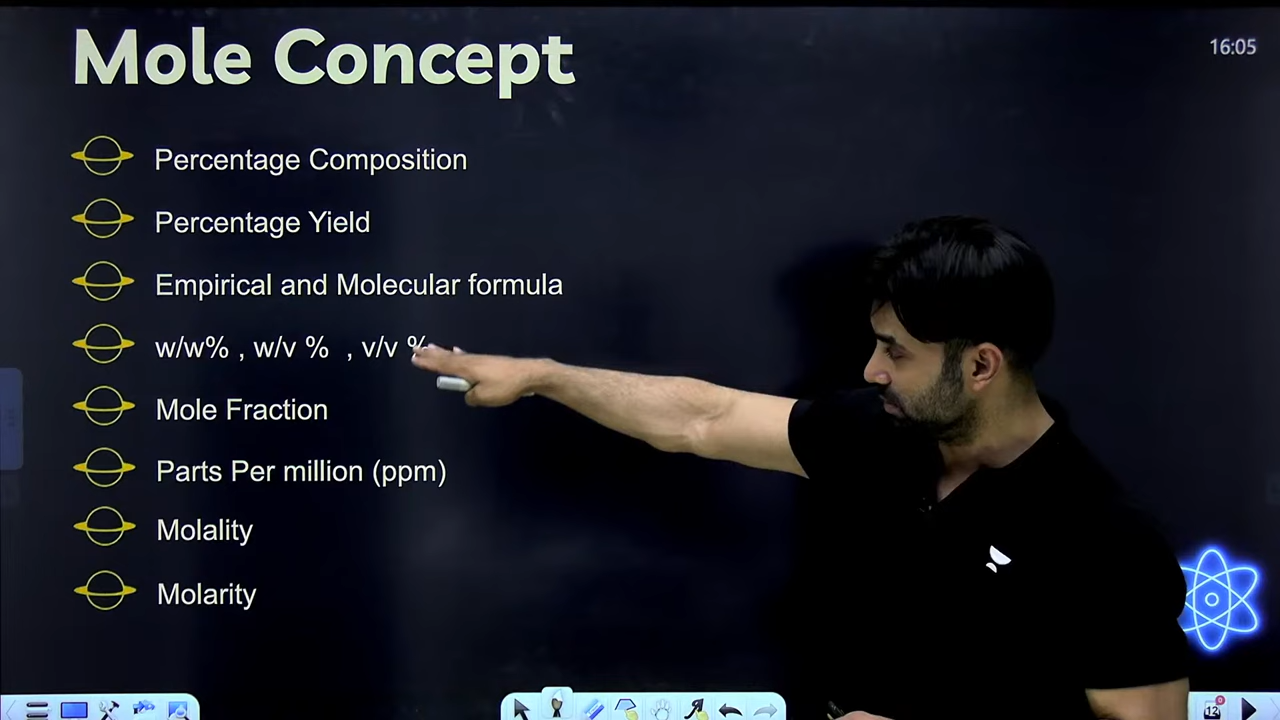 Mole Concept
16:05
Percentage Composition
Percentage Yield
Empirical and Molecular formula
w/w% , w/v % , v/v %
Mole Fraction
Parts Per million (ppm)
Molality
Molarity
12